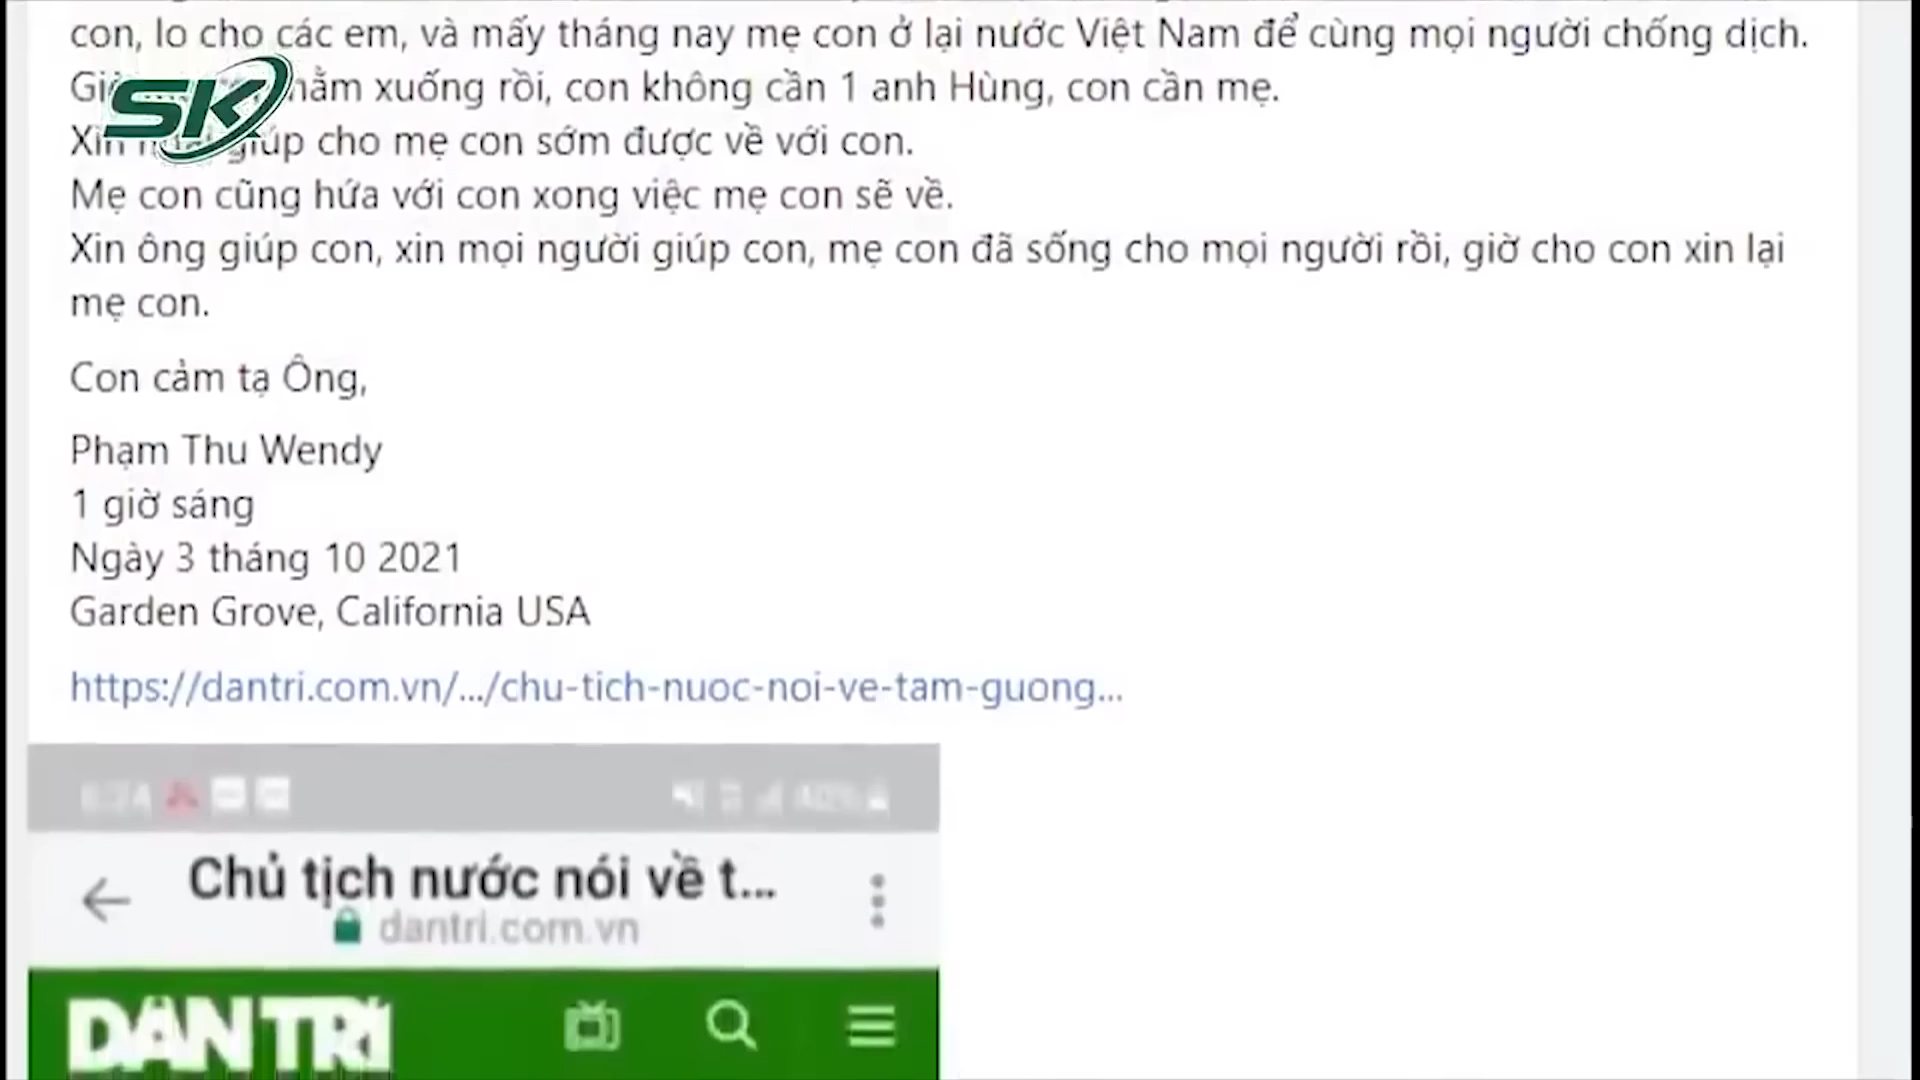 con, lo cho các em, và mấy tháng nay mẹ con ở lại nước Việt Nam để cùng mọi người chống dịch.
SK
nằm xuống rồi, con không cần 1 anh Hùng, con cần mẹ.
Xin giúp cho mẹ con sớm được về với con.
Mẹ con cũng hứa với con xong việc mẹ con sẽ về.
Xin ông giúp con, xin mọi người giúp con, mẹ con đã sống cho mọi người rồi, giờ cho con xin lại
mẹ con.
Con cảm tạ Ông,
Phạm Thu Wendy
1 giờ sáng
Ngày 3 tháng 10 2021
Garden Grove, California USA
https://dantri.com.vn/.../chu-tich-nuoc-noi-ve-tam-guong...
Chủ tịch nước nói về t...
dantri.com.vn
DÂN TRÍ